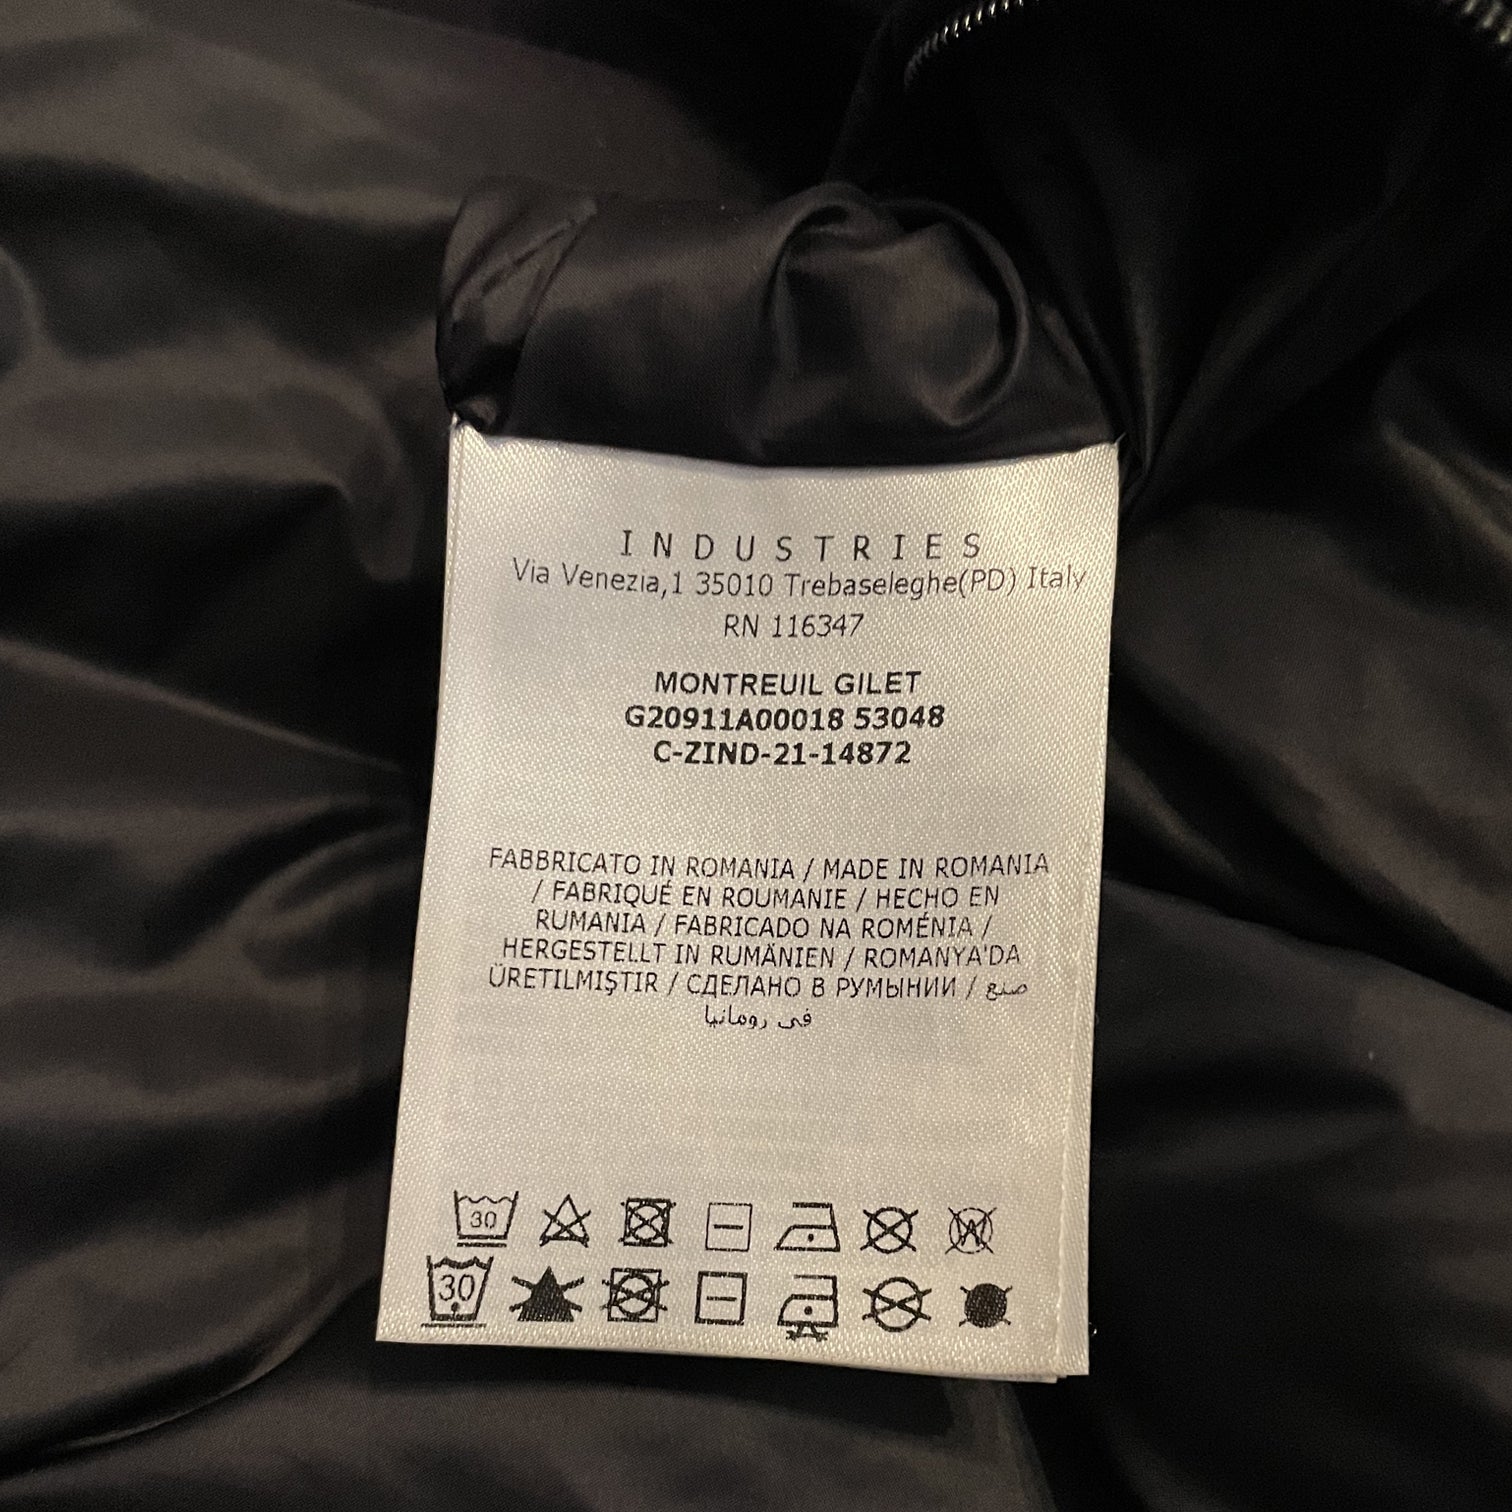 INDUSTRIES
Via Venezia,1 35010 Trebaseleghe(PD) Italy
RN 116347
MONTREUIL GILET
G20911A00018 53048
C-ZIND-21-14872
FABBRICATO IN ROMANIA / MADE IN ROMANIA
/ FABRIQUÉ EN ROUMANIE / HECHO EN
RUMANIA / FABRICADO NA ROMÉNIA /
HERGESTELLT IN RUMÄNIEN / ROMANYA'DA
ÜRETILMIŞTIR / СДЕЛАНО В РУМЫНИИ / صنع
في رومانيا
30 W
30